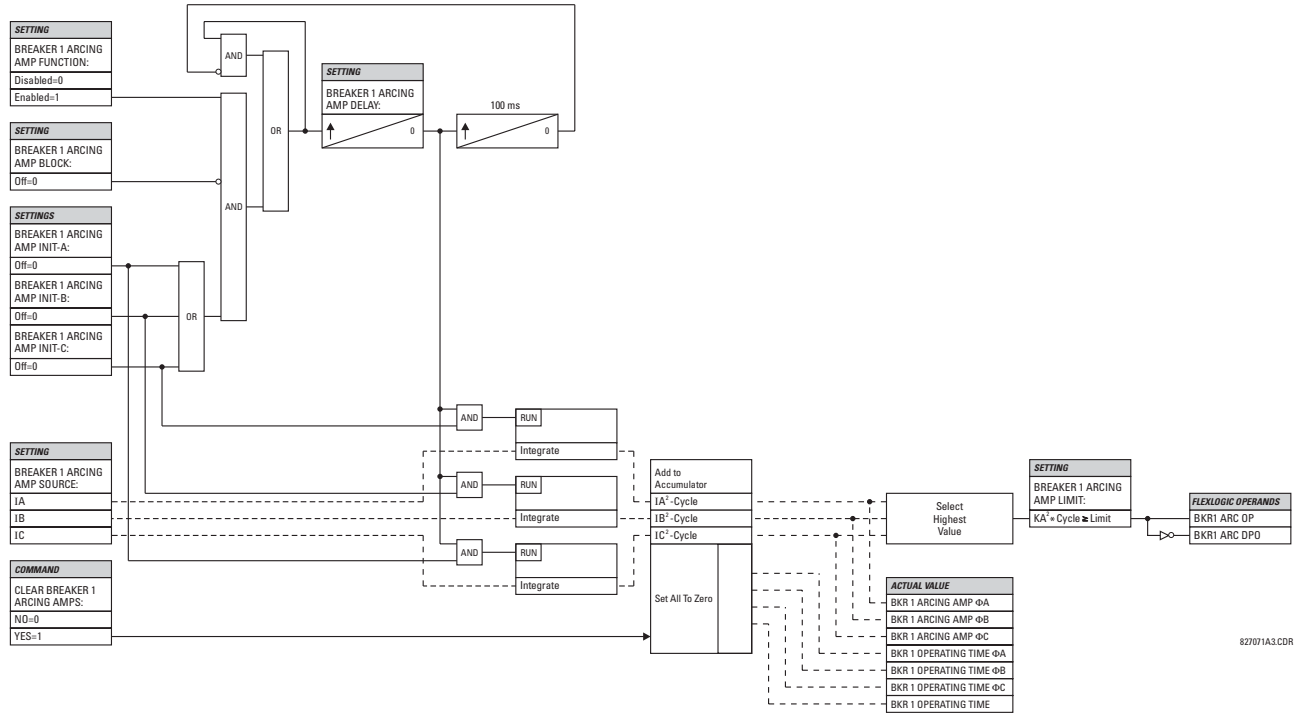 SETTING
BREAKER 1 ARCING
AMP FUNCTION:
Disabled=0
Enabled=1
SETTING
BREAKER 1 ARCING
AMP BLOCK:
Off=0
SETTINGS
BREAKER 1 ARCING
AMP INIT-A:
Off=0
BREAKER 1 ARCING
AMP INIT-B:
Off=0
BREAKER 1 ARCING
AMP INIT-C:
Off=0
SETTING
BREAKER 1 ARCING
AMP SOURCE:
IA
IB
IC
COMMAND
CLEAR BREAKER 1
ARCING AMPS:
NO=0
YES=1
AND
OR
AND
OR
SETTING
BREAKER 1 ARCING
AMP DELAY:
0
100 ms
0
AND
RUN
Integrate
AND
RUN
Integrate
AND
RUN
Integrate
Add to
Accumulator
IA²-Cycle
IB²-Cycle
IC²-Cycle
Set All To Zero
Select
Highest
Value
SETTING
BREAKER 1 ARCING
AMP LIMIT:
KA²*Cycle ≥ Limit
FLEXLOGIC OPERANDS
BKR1 ARC OP
BKR1 ARC DPO
ACTUAL VALUE
BKR 1 ARCING AMP ΦA
BKR 1 ARCING AMP ΦB
BKR 1 ARCING AMP ΦC
BKR 1 OPERATING TIME ΦA
BKR 1 OPERATING TIME ΦB
BKR 1 OPERATING TIME ΦC
BKR 1 OPERATING TIME
827071A3.CDR